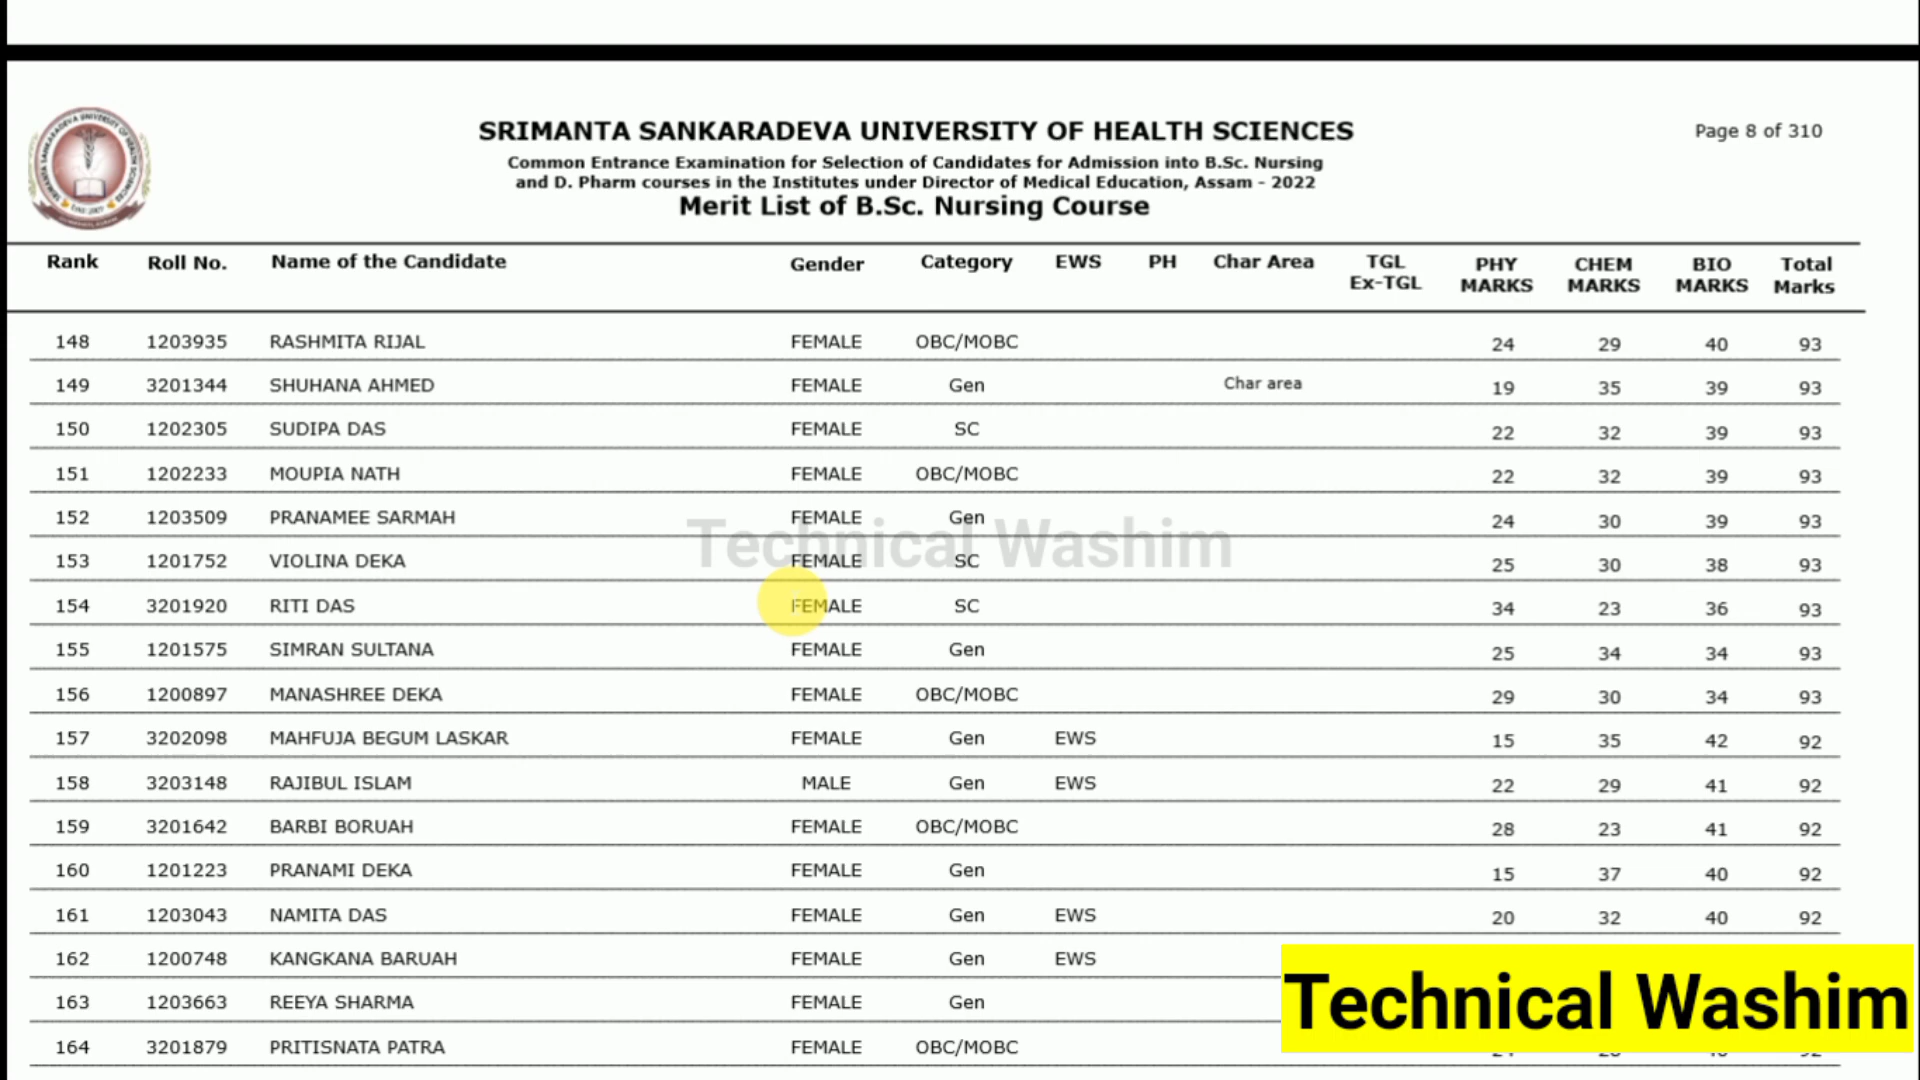 SRIMANTA SANKARADEVA UNIVERSITY OF HEALTH SCIENCES
Page 8 of 310
Common Entrance Examination for Selection of Candidates for Admission into B.Sc. Nursing
and D. Pharm courses in the Institutes under Director of Medical Education, Assam - 2022
Merit List of B.Sc. Nursing Course
Rank Roll No. Name of the Candidate Gender Category EWS PH Char Area TGL Ex-TGL PHY MARKS CHEM MARKS BIO MARKS Total Marks
148 1203935 RASHMITA RIJAL FEMALE OBC/MOBC 24 29 40 93
149 3201344 SHUHANA AHMED FEMALE Gen Char area 19 35 39 93
150 1202305 SUDIPA DAS FEMALE SC 22 32 39 93
151 1202233 MOUPIA NATH FEMALE OBC/MOBC 22 32 39 93
152 1203509 PRANAMEE SARMAH FEMALE Gen 24 30 39 93
Technical Washim
153 1201752 VIOLINA DEKA FEMALE SC 25 30 38 93
154 3201920 RITI DAS FEMALE SC 34 23 36 93
155 1201575 SIMRAN SULTANA FEMALE Gen 25 34 34 93
156 1200897 MANASHREE DEKA FEMALE OBC/MOBC 29 30 34 93
157 3202098 MAHFUJA BEGUM LASKAR FEMALE Gen EWS 15 35 42 92
158 3203148 RAJIBUL ISLAM MALE Gen EWS 22 29 41 92
159 3201642 BARBI BORUAH FEMALE OBC/MOBC 28 23 41 92
160 1201223 PRANAMI DEKA FEMALE Gen 15 37 40 92
161 1203043 NAMITA DAS FEMALE Gen EWS 20 32 40 92
162 1200748 KANGKANA BARUAH FEMALE Gen EWS
163 1203663 REEYA SHARMA FEMALE Gen
Technical Washim
164 3201879 PRITISNATA PATRA FEMALE OBC/MOBC